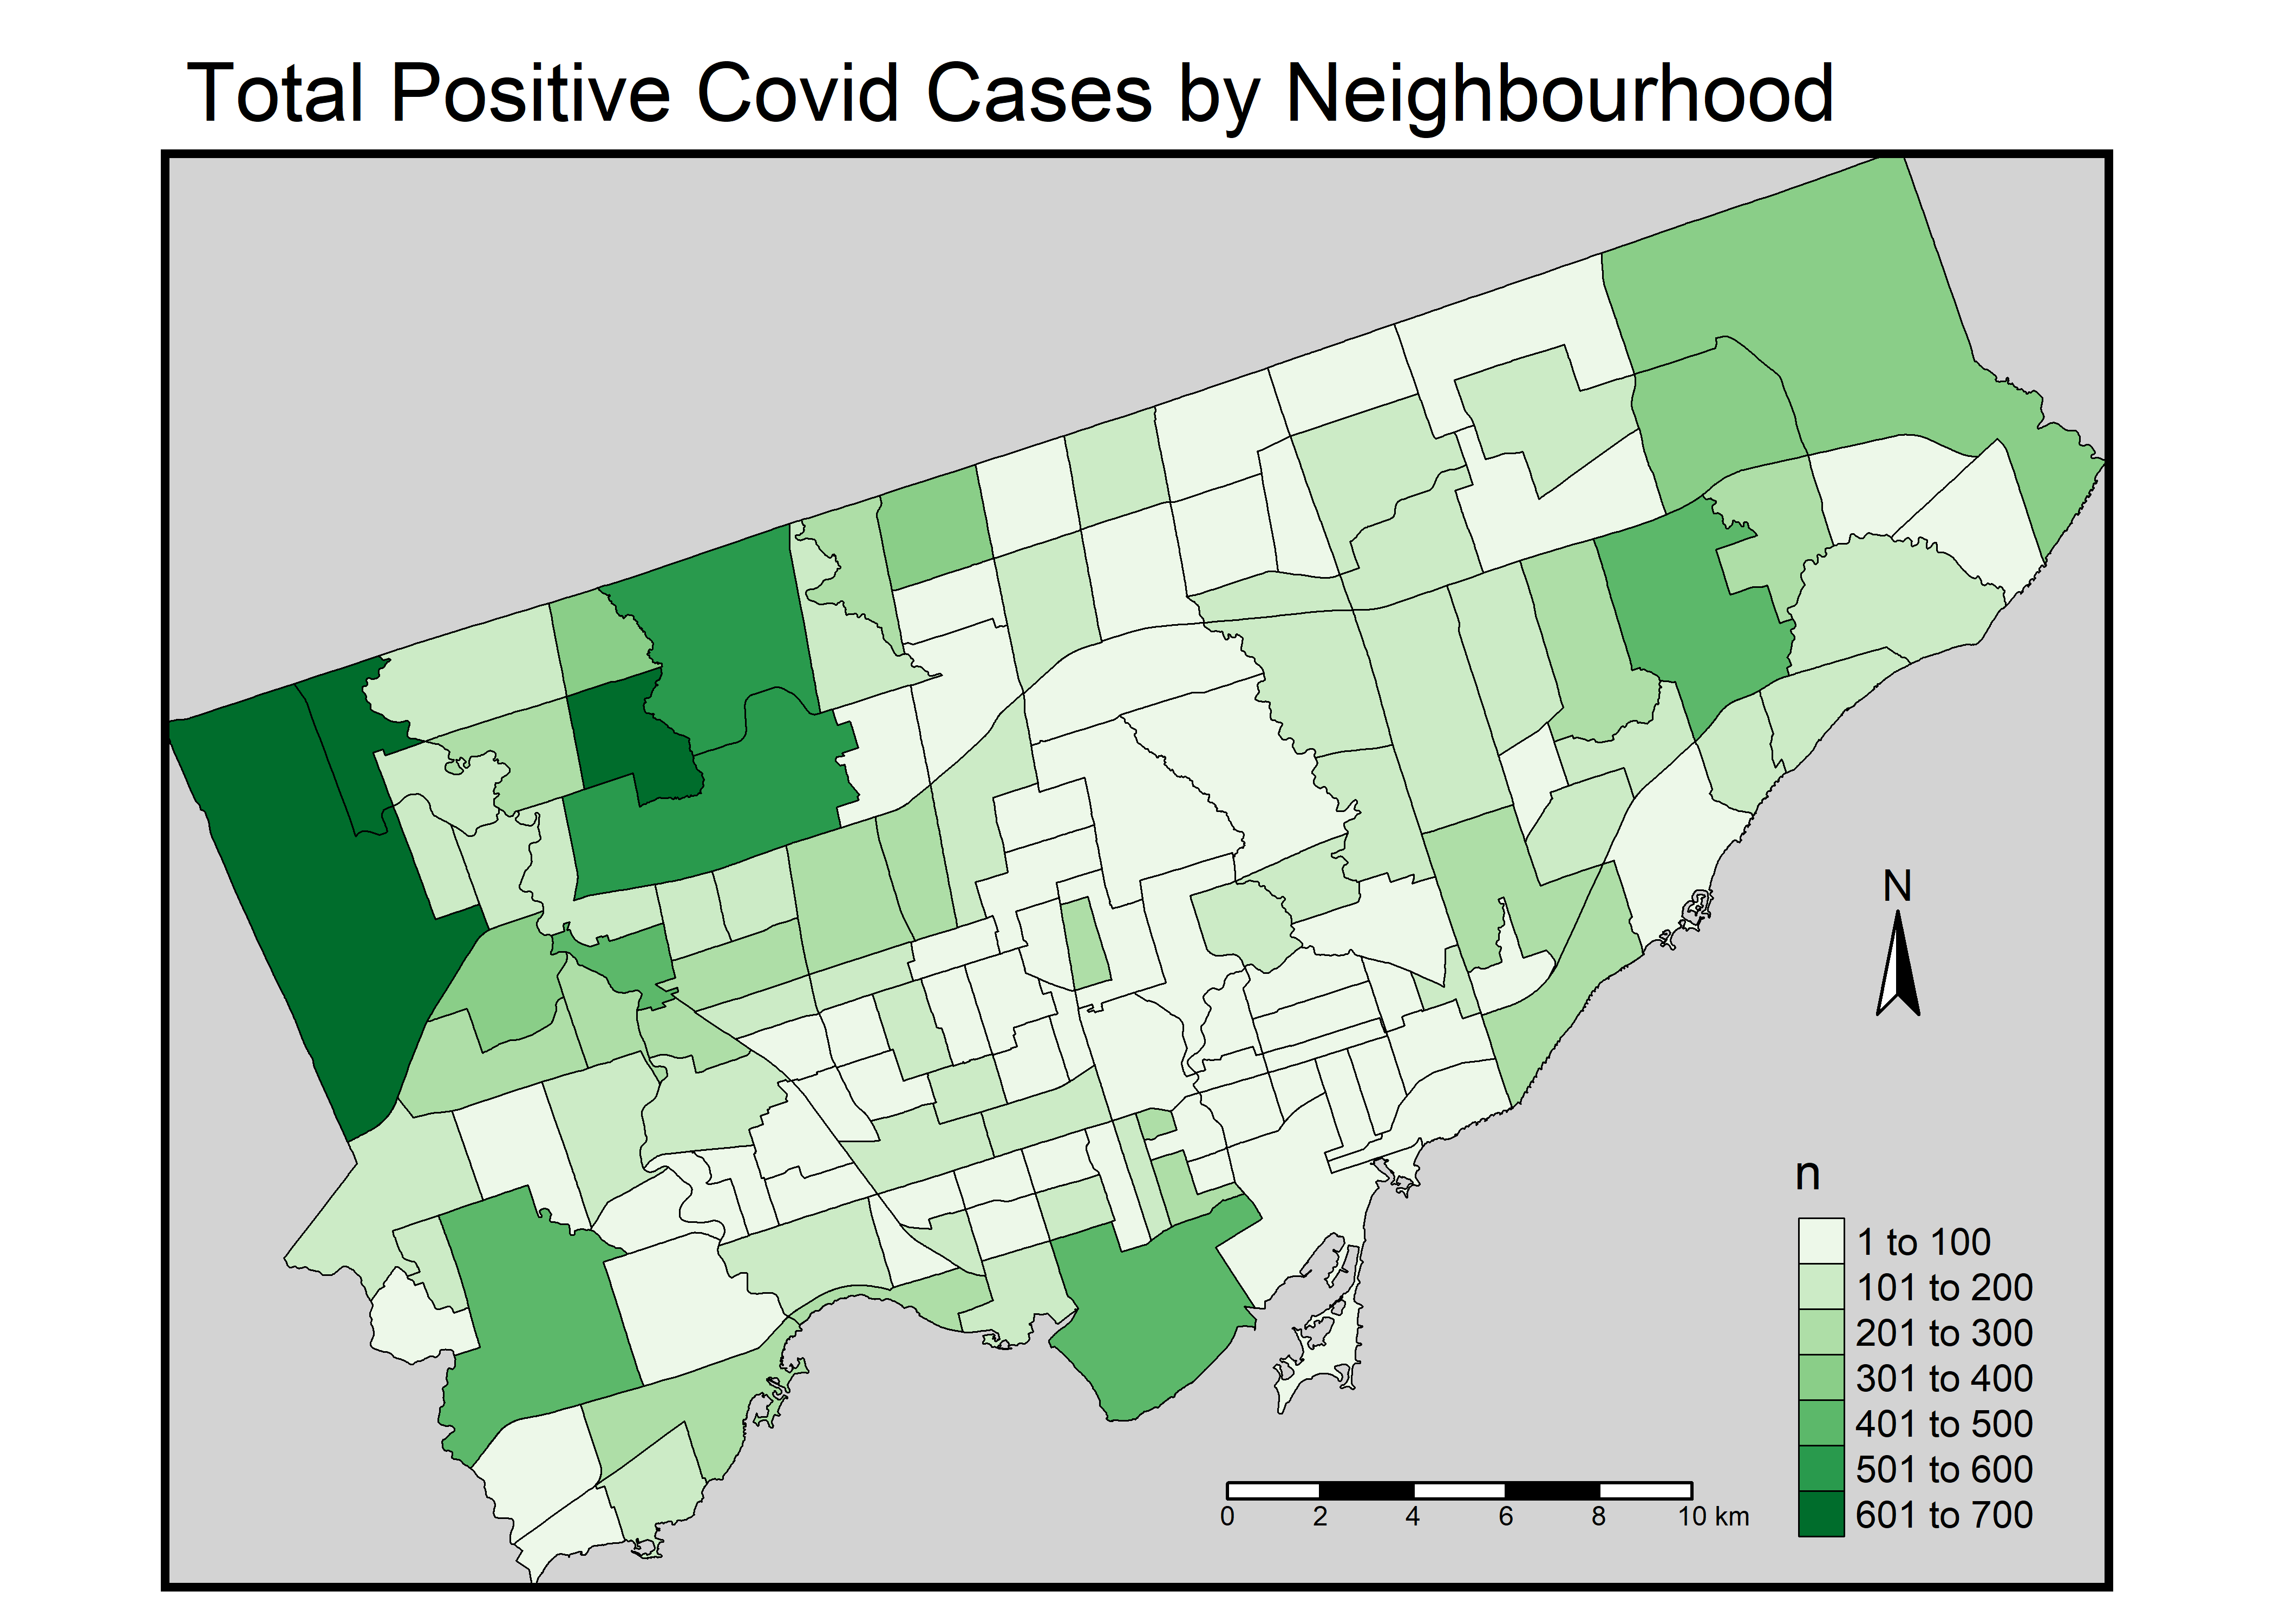 Total Positive Covid Cases by Neighbourhood
N
n
1 to 100
101 to 200
201 to 300
301 to 400
401 to 500
501 to 600
601 to 700
0 2 4 6 8 10 km